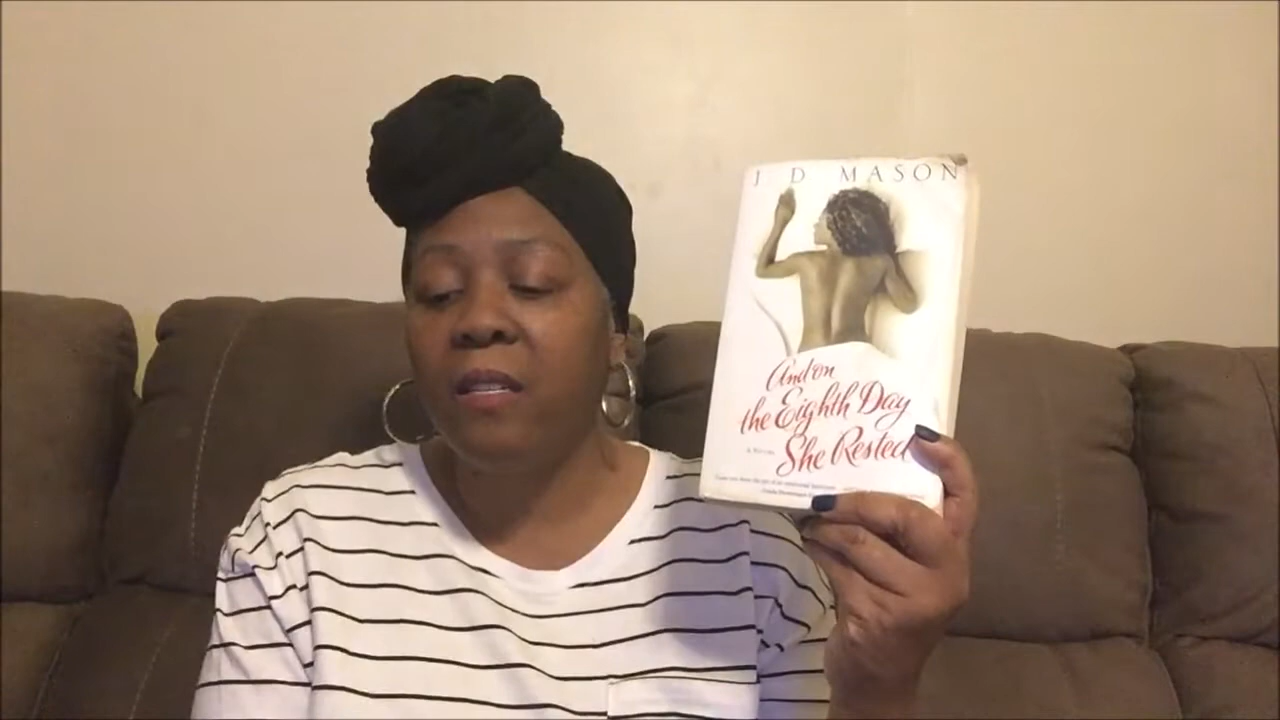 J D MASON
And on
the Eighth Day
She Rested
A NOVEL